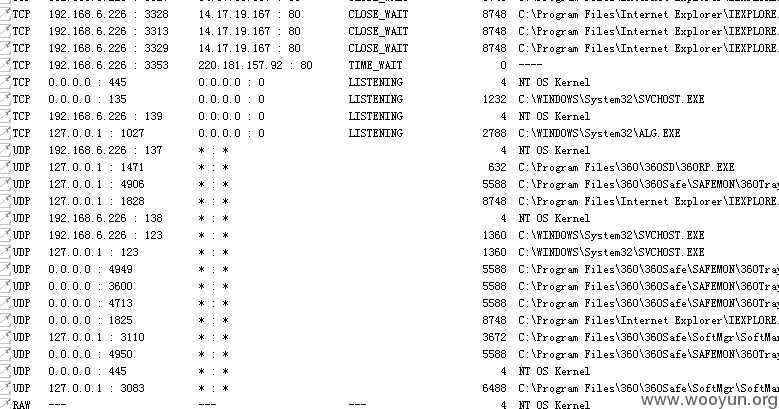 TCP 192.168.6.226 : 3328 14.17.19.167 : 80 CLOSE_WAIT 8748 C:\Program Files\Internet Explorer\IEXPLORE.
TCP 192.168.6.226 : 3313 14.17.19.167 : 80 CLOSE_WAIT 8748 C:\Program Files\Internet Explorer\IEXPLORE.
TCP 192.168.6.226 : 3329 14.17.19.167 : 80 CLOSE_WAIT 8748 C:\Program Files\Internet Explorer\IEXPLORE.
TCP 192.168.6.226 : 3353 220.181.157.92 : 80 TIME_WAIT 0 ----
TCP 0.0.0.0 : 445 0.0.0.0 : 0 LISTENING 4 NT OS Kernel
TCP 0.0.0.0 : 135 0.0.0.0 : 0 LISTENING 1232 C:\WINDOWS\System32\SVCHOST.EXE
TCP 192.168.6.226 : 139 0.0.0.0 : 0 LISTENING 4 NT OS Kernel
TCP 127.0.0.1 : 1027 0.0.0.0 : 0 LISTENING 2788 C:\WINDOWS\System32\ALG.EXE
UDP 192.168.6.226 : 137 * : * 4 NT OS Kernel
UDP 127.0.0.1 : 1471 * : * 632 C:\Program Files\360\360SD\360RP.EXE
UDP 127.0.0.1 : 4906 * : * 5588 C:\Program Files\360\360Safe\SAFEMON\360Tray
UDP 127.0.0.1 : 1828 * : * 8748 C:\Program Files\Internet Explorer\IEXPLORE.
UDP 192.168.6.226 : 138 * : * 4 NT OS Kernel
UDP 192.168.6.226 : 123 * : * 1360 C:\WINDOWS\System32\SVCHOST.EXE
UDP 127.0.0.1 : 123 * : * 1360 C:\WINDOWS\System32\SVCHOST.EXE
UDP 0.0.0.0 : 4949 * : * 5588 C:\Program Files\360\360Safe\SAFEMON\360Tray
UDP 0.0.0.0 : 3600 * : * 5588 C:\Program Files\360\360Safe\SAFEMON\360Tray
UDP 0.0.0.0 : 4713 * : * 5588 C:\Program Files\360\360Safe\SAFEMON\360Tray
UDP 0.0.0.0 : 1825 * : * 8748 C:\Program Files\Internet Explorer\IEXPLORE.
UDP 127.0.0.1 : 3110 * : * 3672 C:\Program Files\360\360Safe\SoftMgr\SoftMan
UDP 0.0.0.0 : 4950 * : * 5588 C:\Program Files\360\360Safe\SAFEMON\360Tray
UDP 0.0.0.0 : 445 * : * 4 NT OS Kernel
UDP 127.0.0.1 : 3083 * : * 6488 C:\Program Files\360\360Safe\SoftMgr\SoftMan
RAW --- --- --- 4 NT OS Kernel
www.wooyun.org